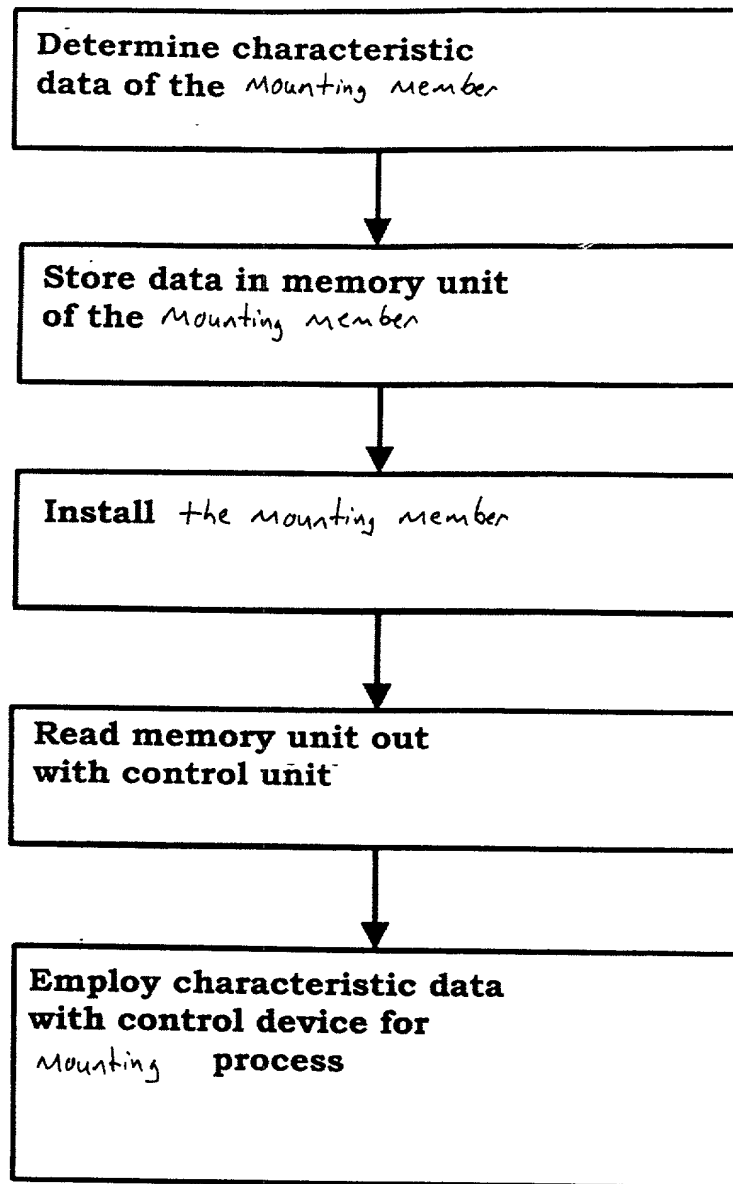 Determine characteristic
data of the Mounting Member
Store data in memory unit
of the Mounting Member
Install the Mounting Member
Read memory unit out
with control unit
Employ characteristic data
with control device for
Mounting process